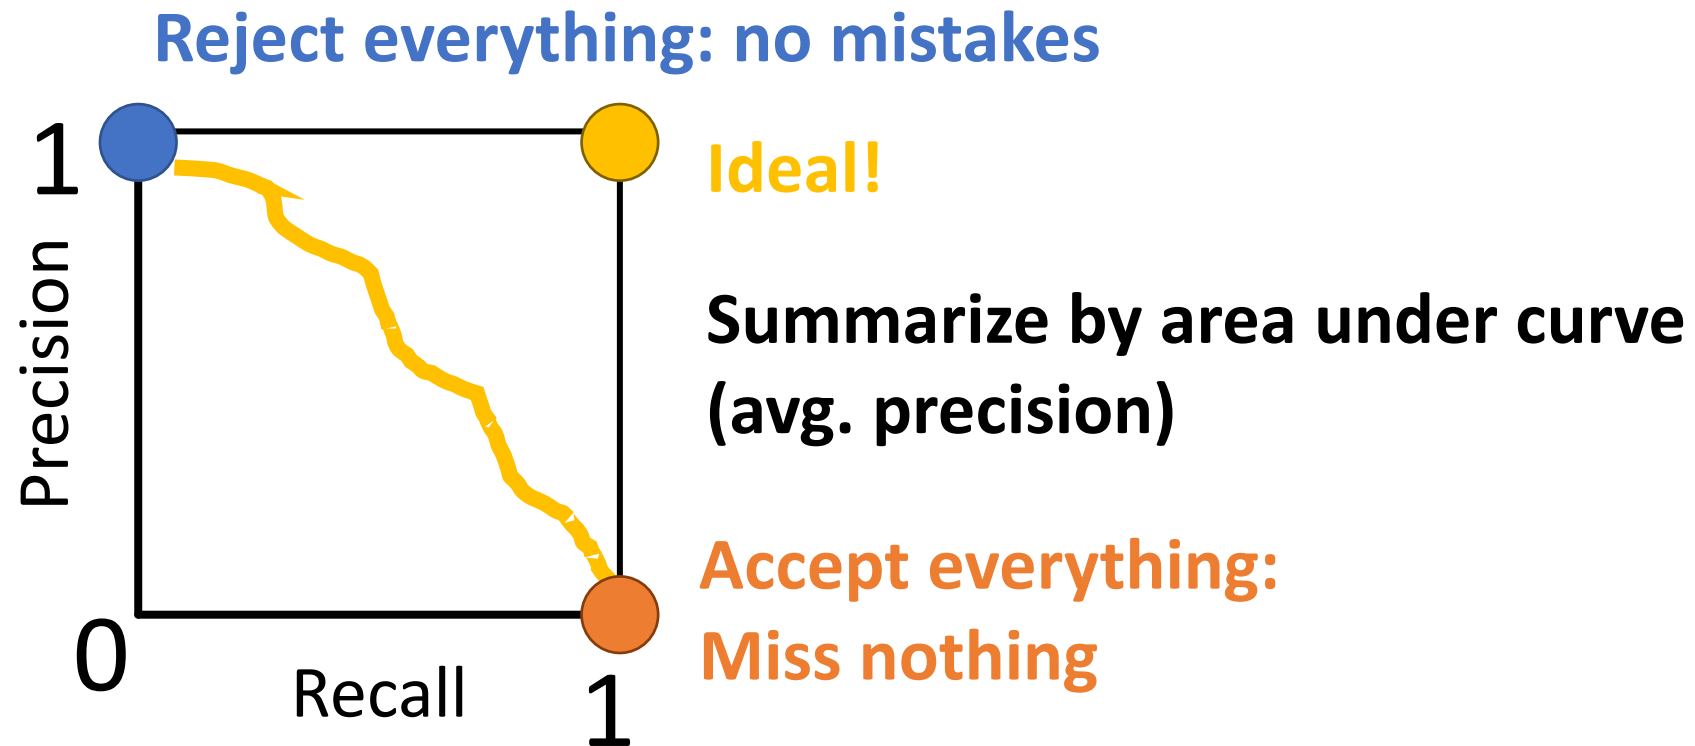 Reject everything: no mistakes
1
Ideal!
Precision
Summarize by area under curve
(avg. precision)
Accept everything:
Miss nothing
0
Recall
1